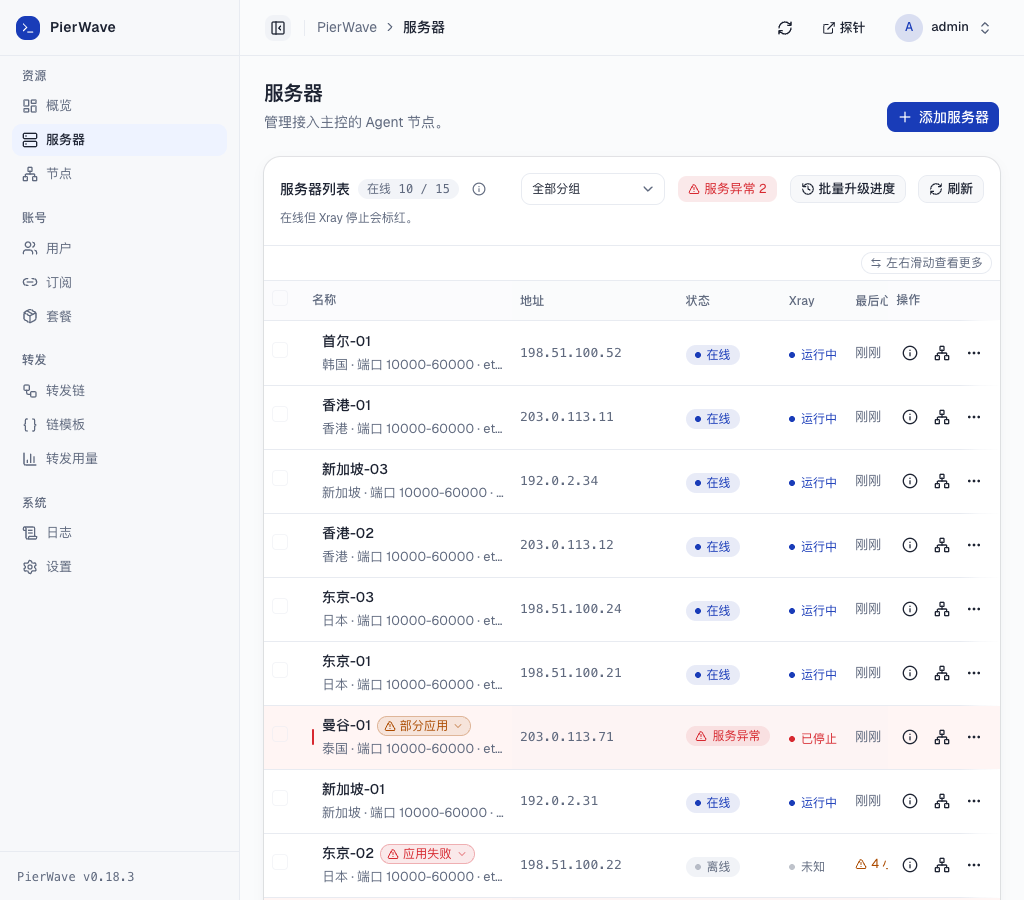 PierWave
资源
概览
服务器
节点
账号
用户
订阅
套餐
转发
转发链
链模板
转发用量
系统
日志
设置
PierWave v0.18.3
PierWave > 服务器
探针
A admin
服务器
管理接入主控的 Agent 节点。
添加服务器
服务器列表 在线 10 / 15
全部分组
服务异常 2
批量升级进度
刷新
在线但 Xray 停止会标红。
左右滑动查看更多
名称 地址 状态 Xray 最后心 操作
首尔-01
韩国 · 端口 10000-60000 · et…
198.51.100.52 在线 运行中 刚刚
香港-01
香港 · 端口 10000-60000 · et…
203.0.113.11 在线 运行中 刚刚
新加坡-03
新加坡 · 端口 10000-60000 · …
192.0.2.34 在线 运行中 刚刚
香港-02
香港 · 端口 10000-60000 · et…
203.0.113.12 在线 运行中 刚刚
东京-03
日本 · 端口 10000-60000 · et…
198.51.100.24 在线 运行中 刚刚
东京-01
日本 · 端口 10000-60000 · et…
198.51.100.21 在线 运行中 刚刚
曼谷-01 部分应用
泰国 · 端口 10000-60000 · et…
203.0.113.71 服务异常 已停止 刚刚
新加坡-01
新加坡 · 端口 10000-60000 · …
192.0.2.31 在线 运行中 刚刚
东京-02 应用失败
日本 · 端口 10000-60000 · et…
198.51.100.22 离线 未知 4